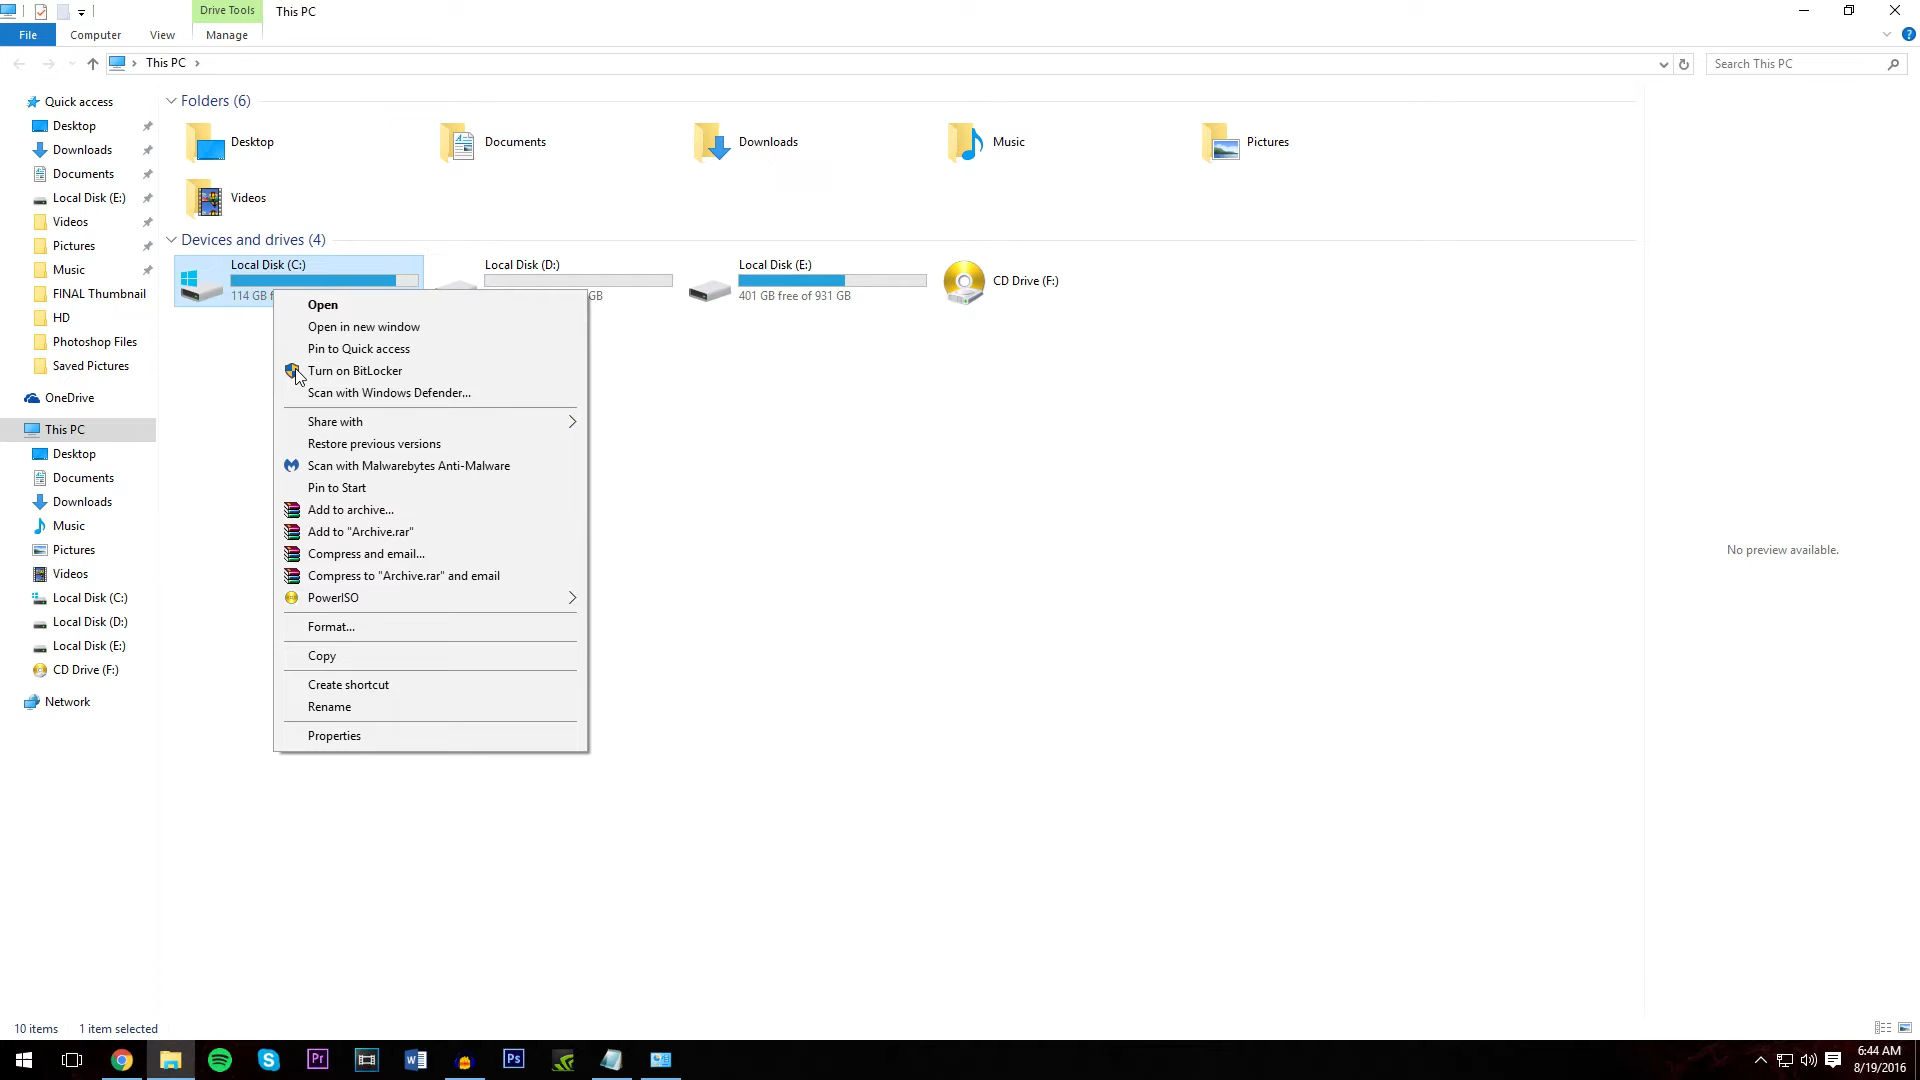 Drive Tools
This PC
File
Computer
View
Manage
This PC
Search This PC
Quick access
Desktop
Downloads
Documents
Local Disk (E:)
Videos
Pictures
Music
FINAL Thumbnail
HD
Photoshop Files
Saved Pictures
OneDrive
This PC
Desktop
Documents
Downloads
Music
Pictures
Videos
Local Disk (C:)
Local Disk (D:)
Local Disk (E:)
CD Drive (F:)
Network
Folders (6)
Desktop
Documents
Downloads
Music
Pictures
Videos
Devices and drives (4)
Local Disk (C:)
114 GB f
Local Disk (D:)
GB
Local Disk (E:)
401 GB free of 931 GB
CD Drive (F:)
Open
Open in new window
Pin to Quick access
Turn on BitLocker
Scan with Windows Defender...
Share with
Restore previous versions
Scan with Malwarebytes Anti-Malware
Pin to Start
Add to archive...
Add to "Archive.rar"
Compress and email...
Compress to "Archive.rar" and email
PowerISO
Format...
Copy
Create shortcut
Rename
Properties
No preview available.
10 items
1 item selected
Pr
Ps
6:44 AM
8/19/2016